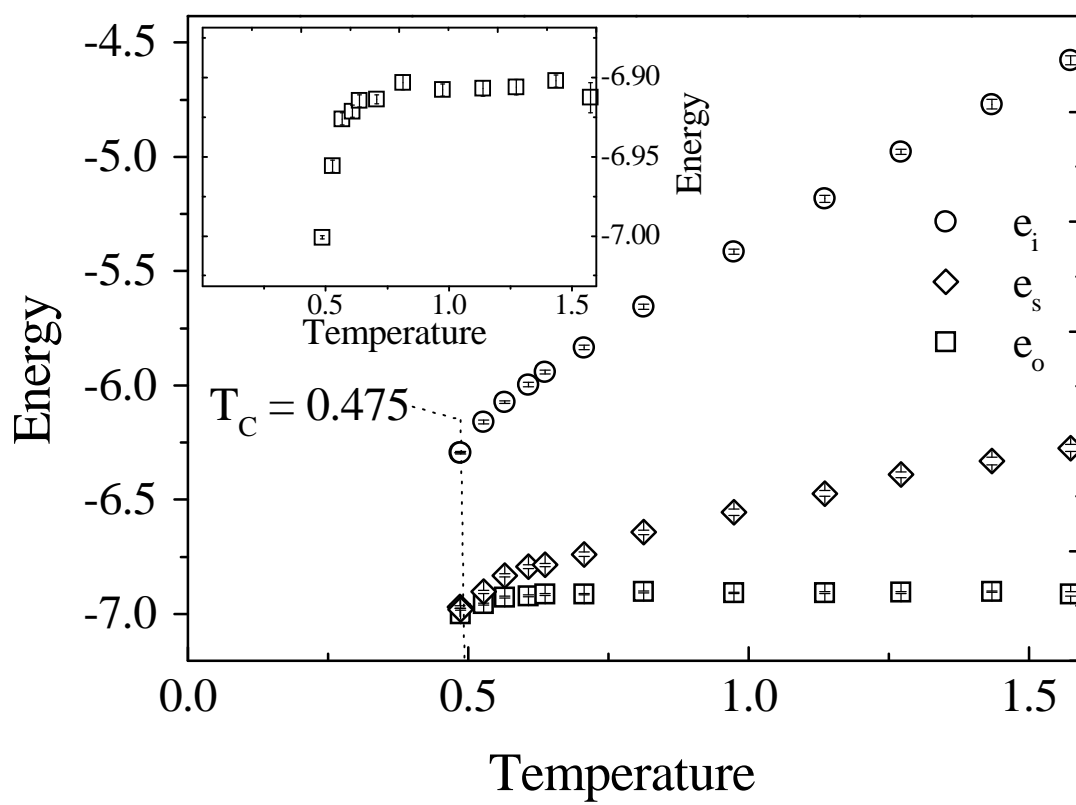 -4.5
-5.0
-5.5
-6.0
-6.5
-7.0
Energy
0.0
0.5
1.0
1.5
Temperature
-6.90
-6.95
-7.00
Energy
0.5
1.0
1.5
Temperature
T_C = 0.475
e_i
e_s
e_o